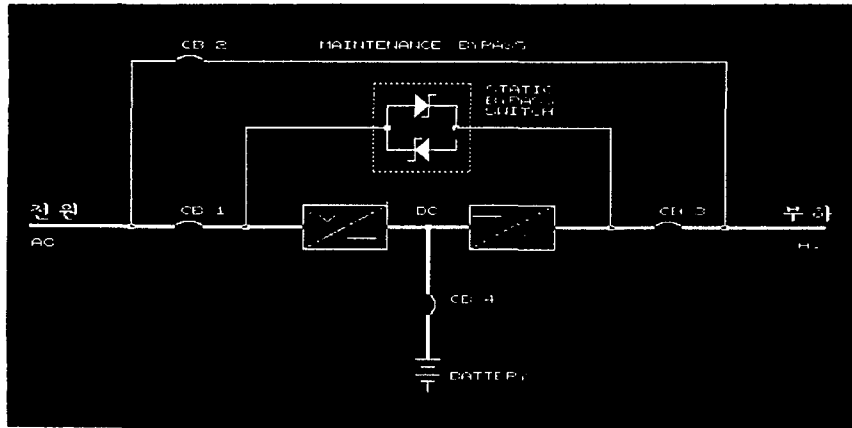 CB 2 MAINTENANCE BYPASS
STATIC
BYPASS
SWITCH
전원 CB 1 DC CB 3 부하
AC
CB 4
BATTERY